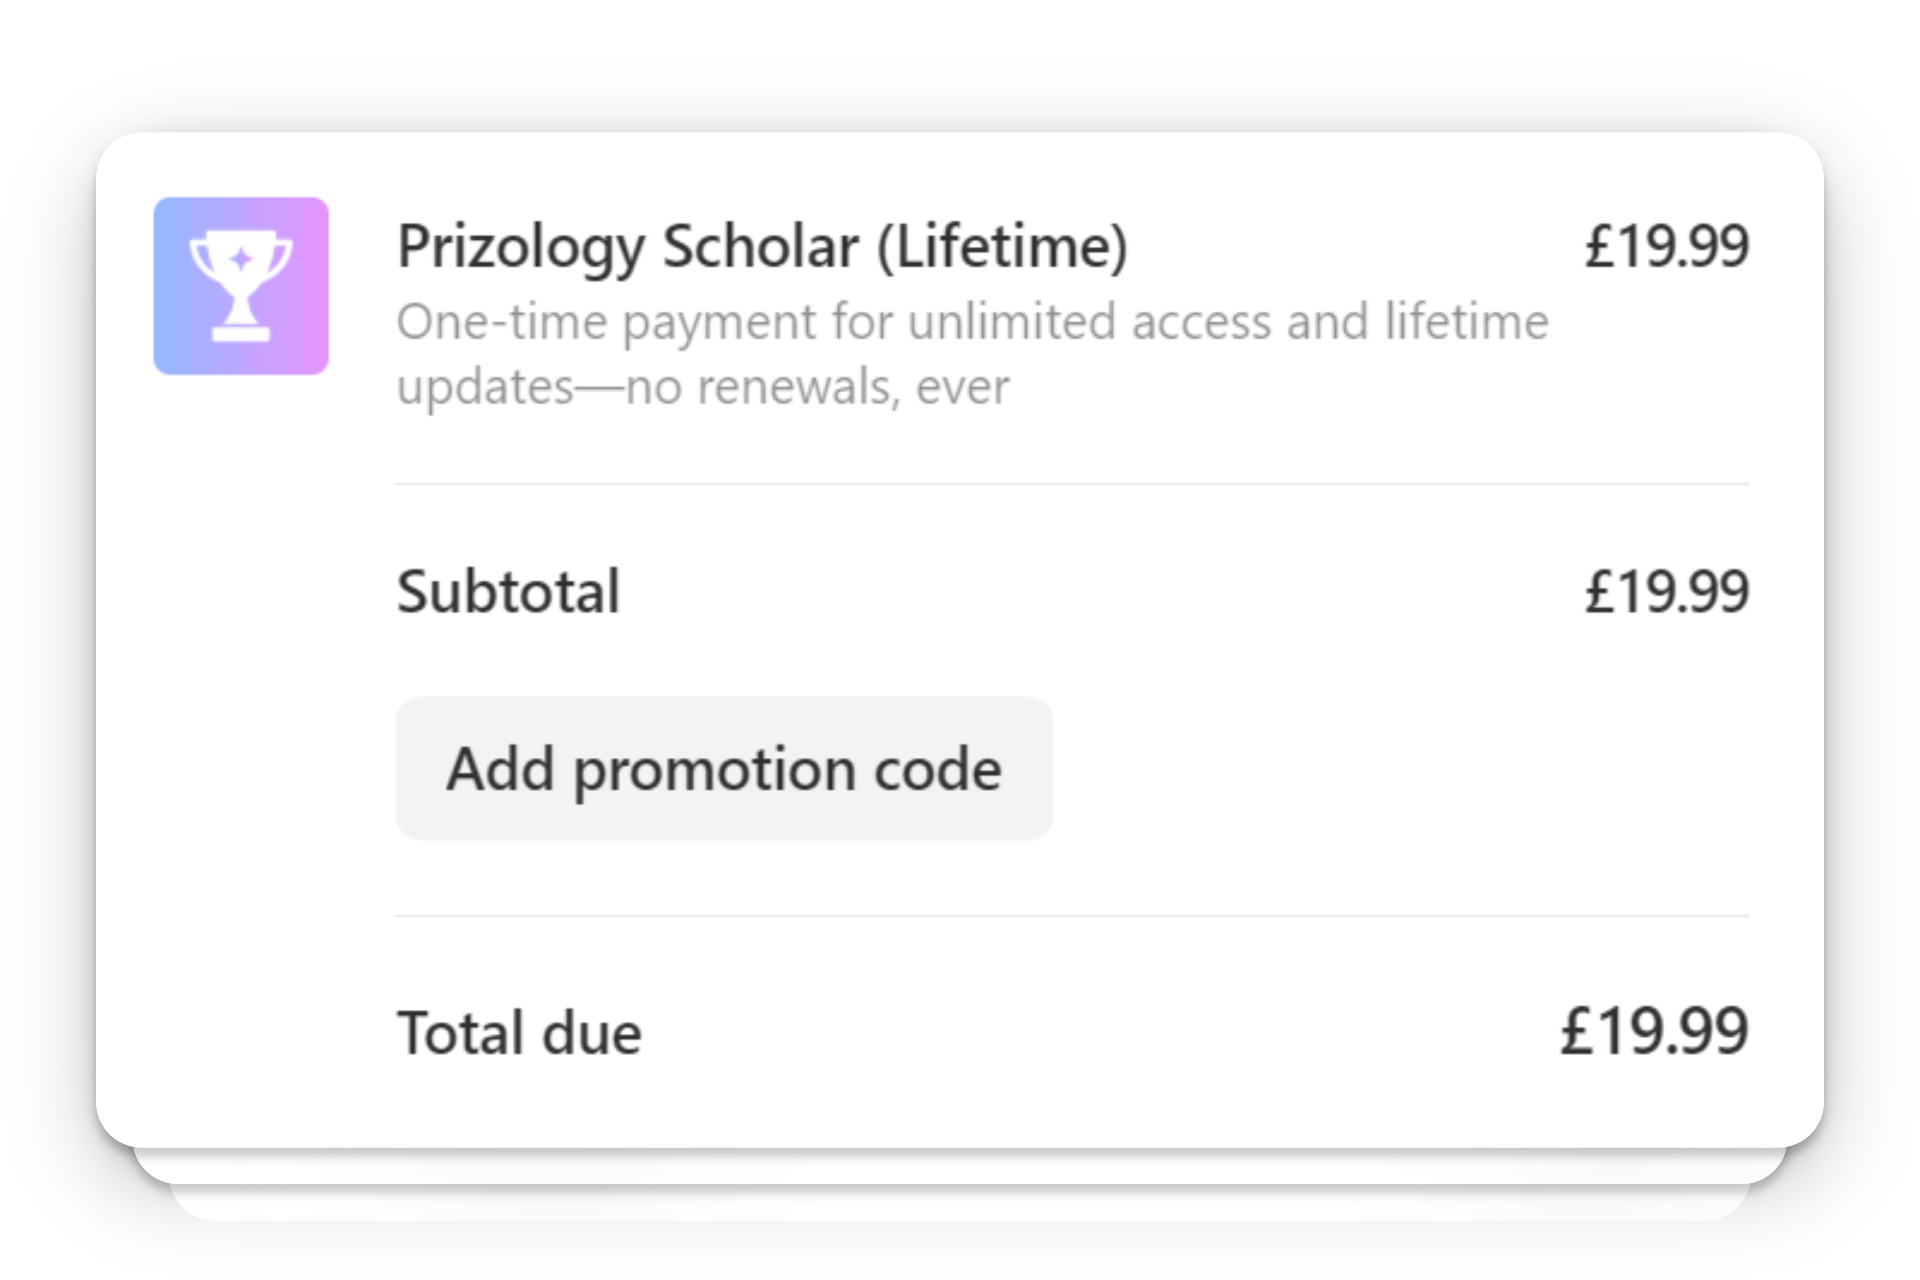 Prizology Scholar (Lifetime) £19.99
One-time payment for unlimited access and lifetime
updates—no renewals, ever
Subtotal £19.99
Add promotion code
Total due £19.99